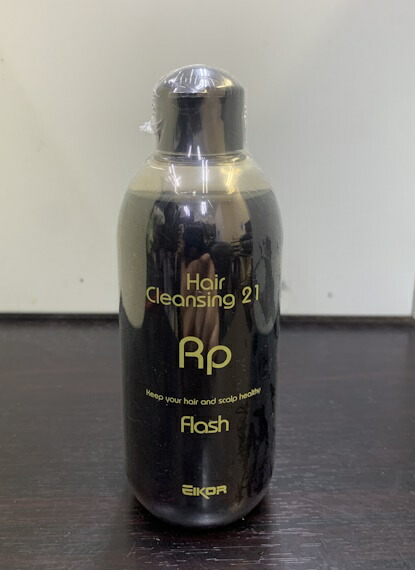 Hair
Cleansing 21
Rp
Keep your hair and scalp healthy
Flash
EIKOR